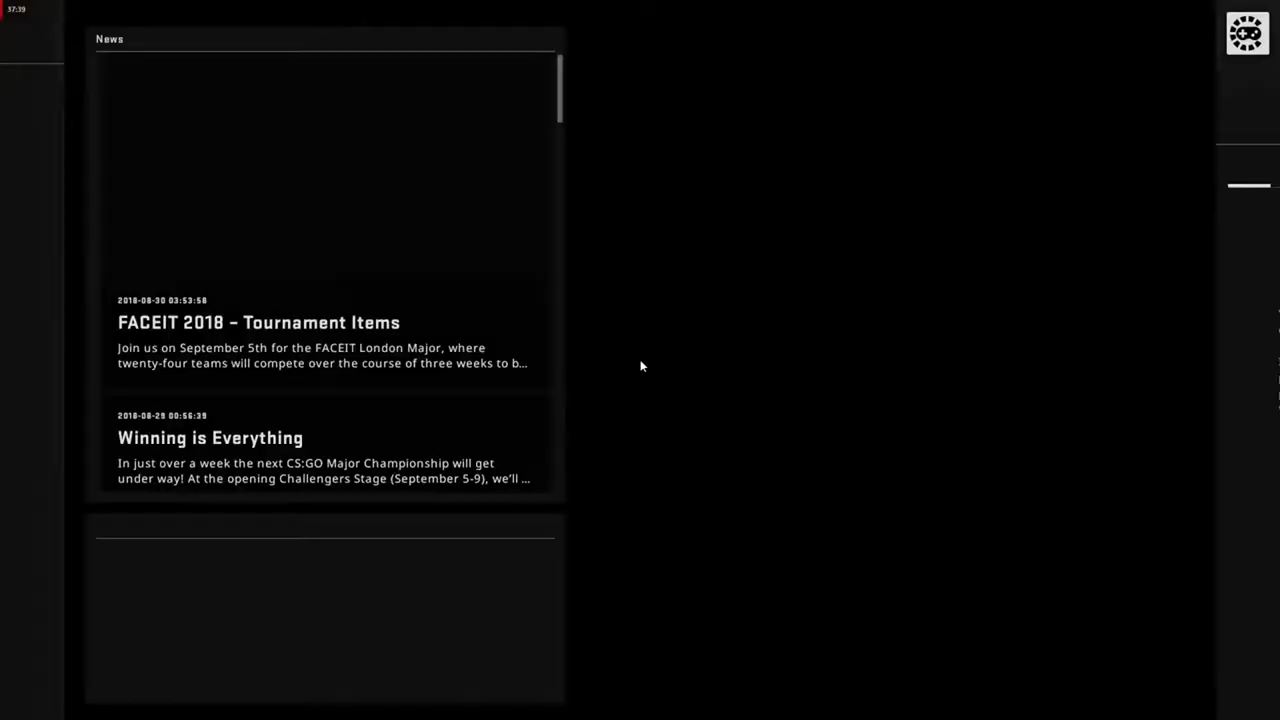 37:39
News
2018-08-30 03:53:58
FACEIT 2018 – Tournament Items
Join us on September 5th for the FACEIT London Major, where
twenty-four teams will compete over the course of three weeks to b...
2018-08-29 00:56:39
Winning is Everything
In just over a week the next CS:GO Major Championship will get
under way! At the opening Challengers Stage (September 5-9), we'll ...